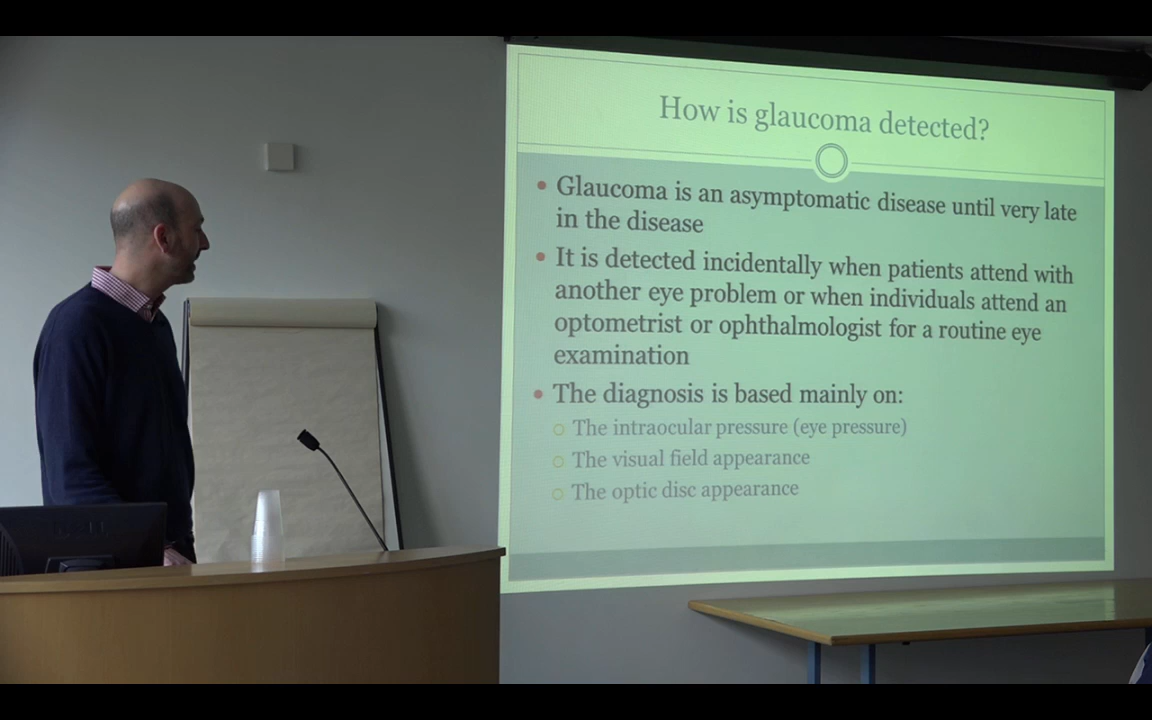 How is glaucoma detected?
• Glaucoma is an asymptomatic disease until very late
in the disease
• It is detected incidentally when patients attend with
another eye problem or when individuals attend an
optometrist or ophthalmologist for a routine eye
examination
• The diagnosis is based mainly on:
○ The intraocular pressure (eye pressure)
○ The visual field appearance
○ The optic disc appearance